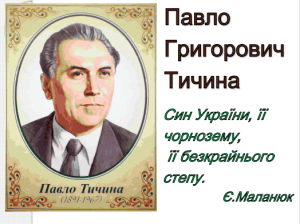 Павло
Григорович
Тичина
Син України, її
чорнозему,
її безкрайнього
степу.
Є.Маланюк
Павло Тичина
(1891-1967)